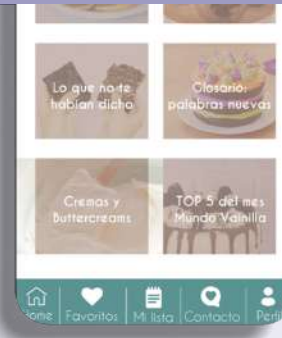 Lo que no te
habían dicho
Glosario:
palabras nuevas
Cremas y
Buttercreams
TOP 5 del mes
Mundo Vainilla
Home
Favoritos
Mi lista
Contacto
Perfil